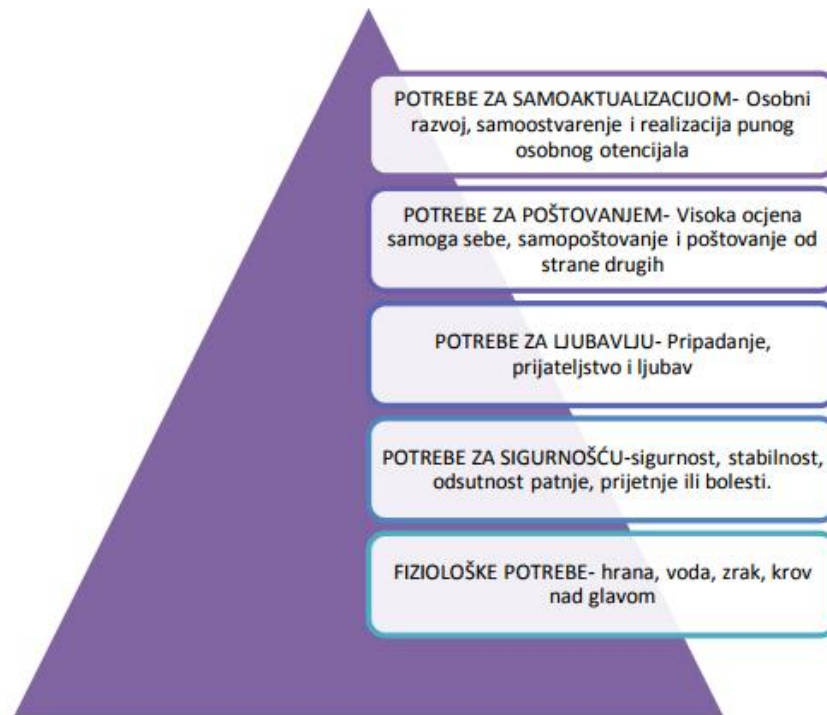 POTREBE ZA SAMOAKTUALIZACIJOM- Osobni
razvoj, samoostvarenje i realizacija punog
osobnog otencijala
POTREBE ZA POŠTOVANJEM- Visoka ocjena
samoga sebe, samopoštovanje i poštovanje od
strane drugih
POTREBE ZA LJUBAVLJU- Pripadanje,
prijateljstvo i ljubav
POTREBE ZA SIGURNOŠĆU-sigurnost, stabilnost,
odsutnost patnje, prijetnje ili bolesti.
FIZIOLOŠKE POTREBE- hrana, voda, zrak, krov
nad glavom